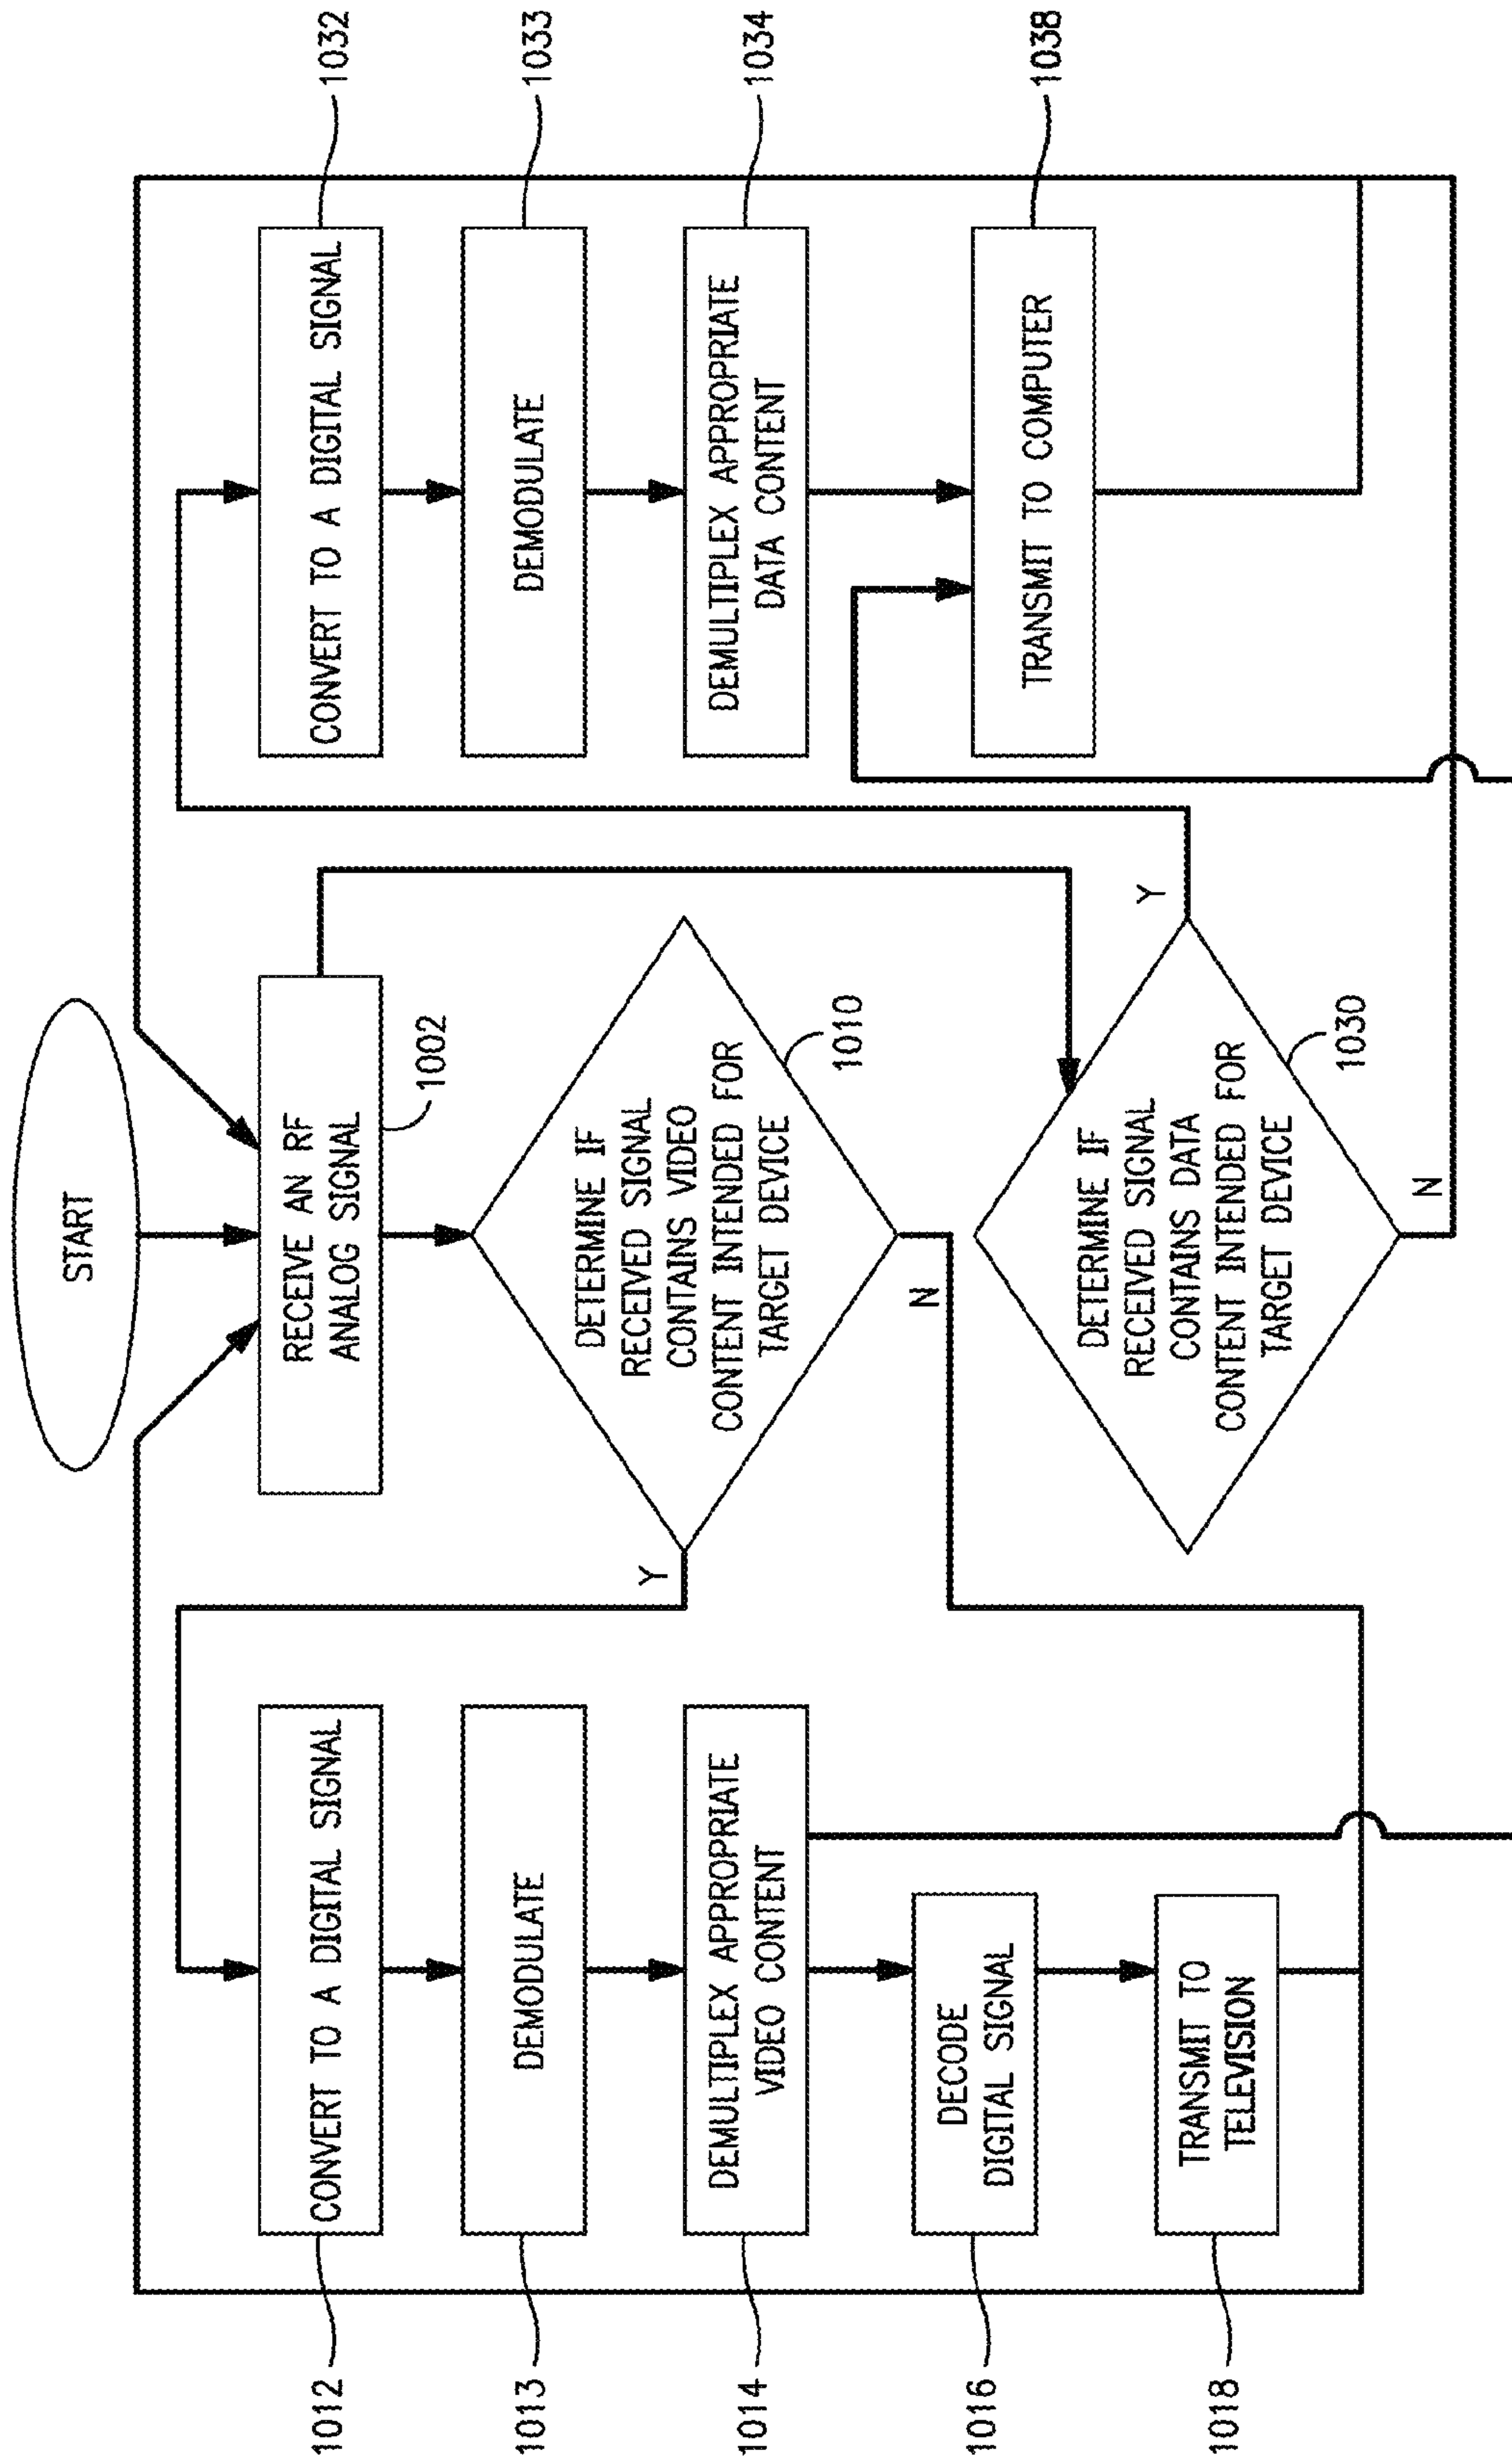 START
RECEIVE AN RF
ANALOG SIGNAL
1002
DETERMINE IF
RECEIVED SIGNAL
CONTAINS VIDEO
CONTENT INTENDED FOR
TARGET DEVICE
1010
Y
N
CONVERT TO A DIGITAL SIGNAL
1012
DEMODULATE
1013
DEMULTIPLEX APPROPRIATE
VIDEO CONTENT
1014
DECODE
DIGITAL SIGNAL
1016
TRANSMIT TO
TELEVISION
1018
DETERMINE IF
RECEIVED SIGNAL
CONTAINS DATA
CONTENT INTENDED FOR
TARGET DEVICE
1030
Y
N
CONVERT TO A DIGITAL SIGNAL
1032
DEMODULATE
1033
DEMULTIPLEX APPROPRIATE
DATA CONTENT
1034
TRANSMIT TO COMPUTER
1038